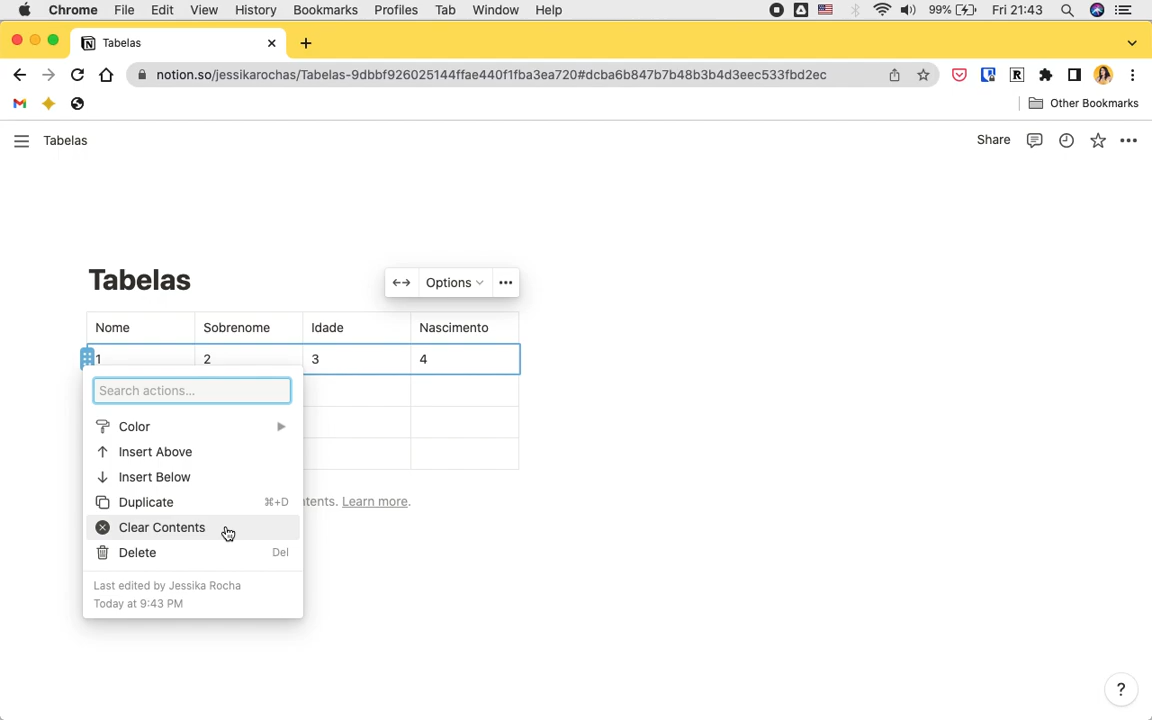 Chrome File Edit View History Bookmarks Profiles Tab Window Help 99% Fri 21:43
Tabelas
notion.so/jessikarochas/Tabelas-9dbbf926025144ffae440f1fba3ea720#dcba6b847b7b48b3b4d3eec533fbd2ec
Other Bookmarks
Tabelas Share
Tabelas
Options
Nome Sobrenome Idade Nascimento
1 2 3 4
Search actions...
Color
Insert Above
Insert Below
Duplicate ⌘+D
tents. Learn more.
Clear Contents
Delete Del
Last edited by Jessika Rocha
Today at 9:43 PM
?